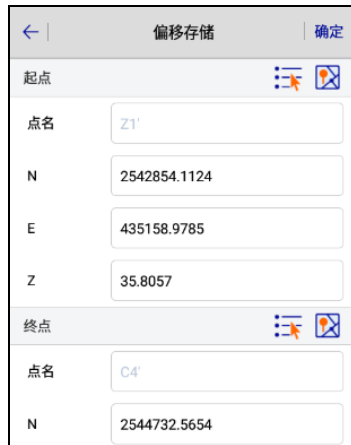 偏移存储
确定
起点
点名 Z1'
N 2542854.1124
E 435158.9785
Z 35.8057
终点
点名 C4'
N 2544732.5654